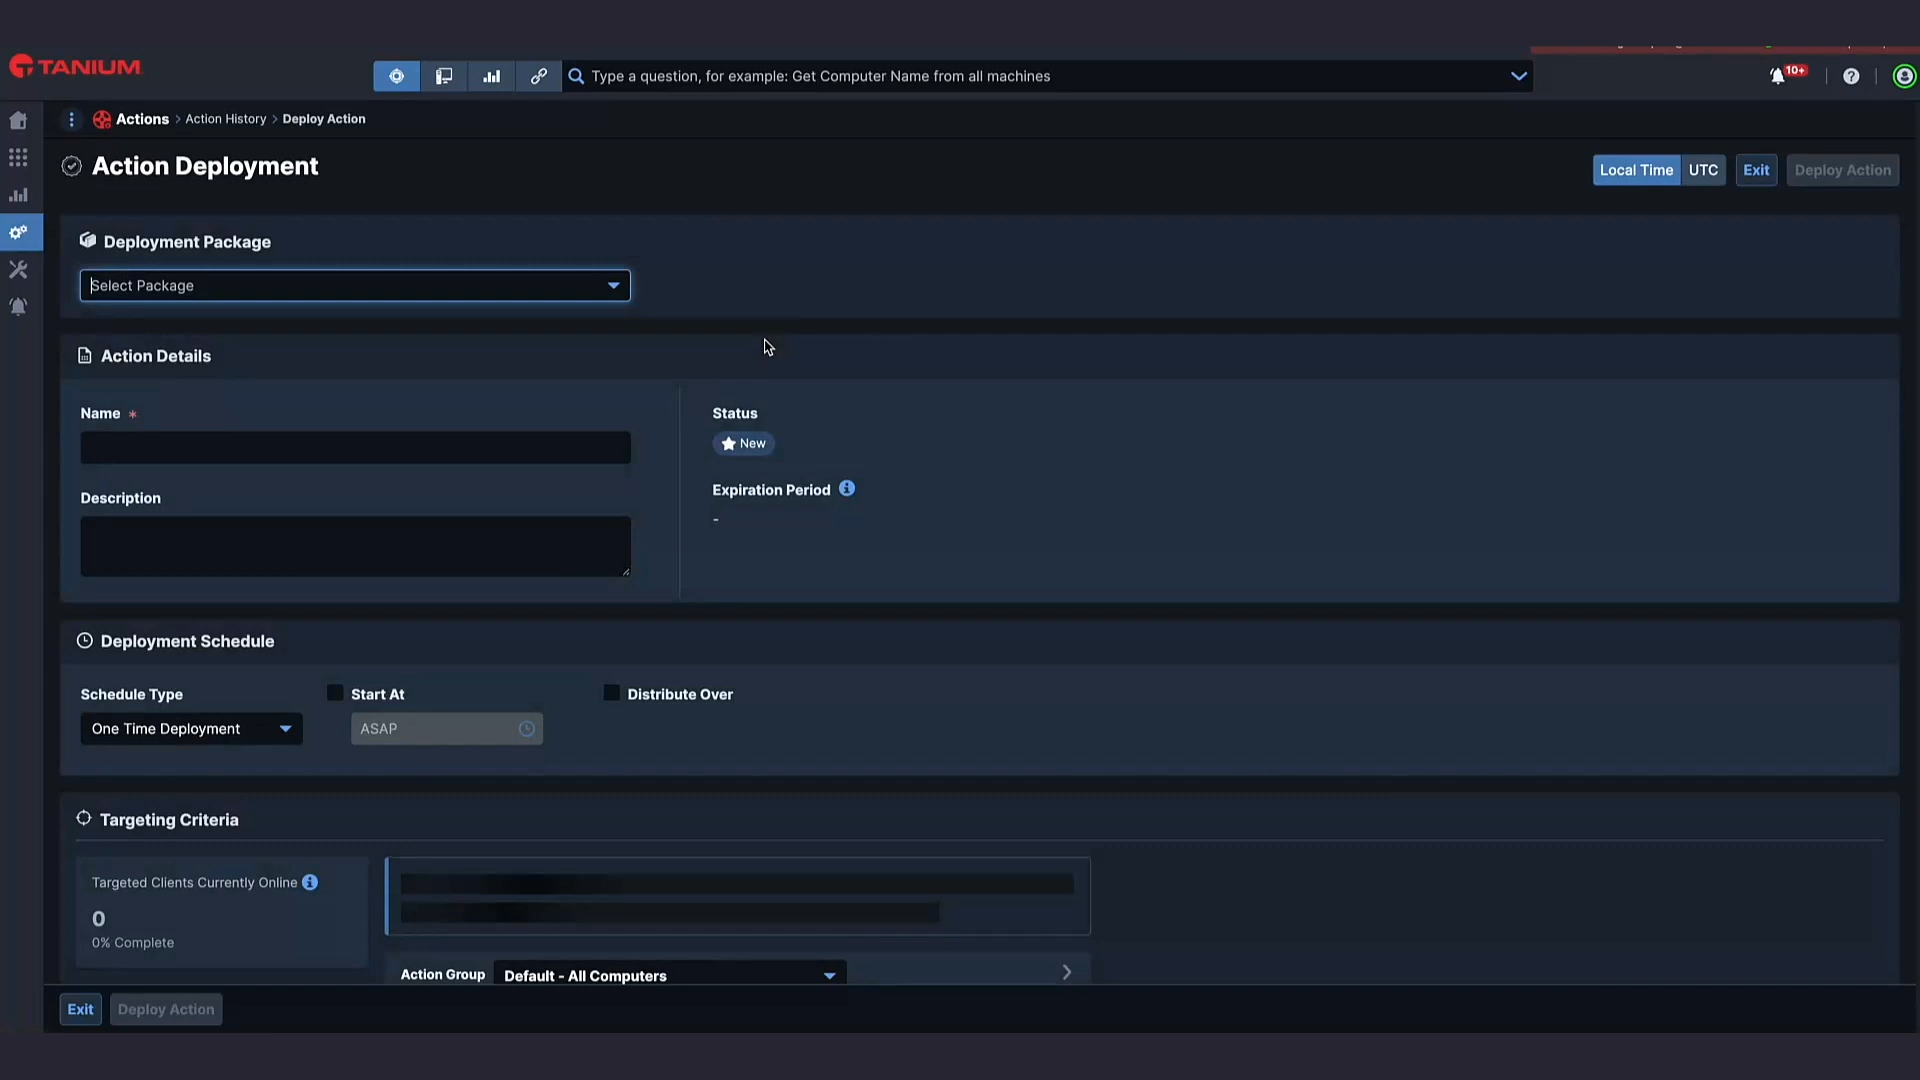 TANIUM
Type a question, for example: Get Computer Name from all machines
10+
Actions > Action History > Deploy Action
Action Deployment
Local Time UTC Exit Deploy Action
Deployment Package
Select Package
Action Details
Name *
Status
New
Description
Expiration Period
-
Deployment Schedule
Schedule Type Start At Distribute Over
One Time Deployment ASAP
Targeting Criteria
Targeted Clients Currently Online
0
0% Complete
Action Group Default - All Computers
Exit Deploy Action